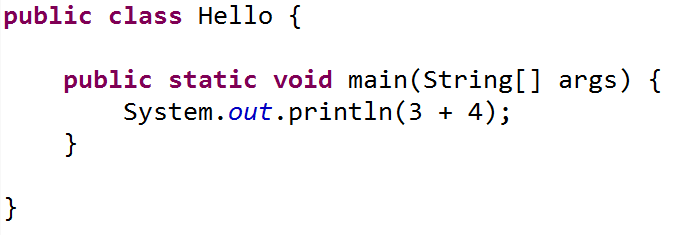 public class Hello {
    public static void main(String[] args) {
        System.out.println(3 + 4);
    }
}